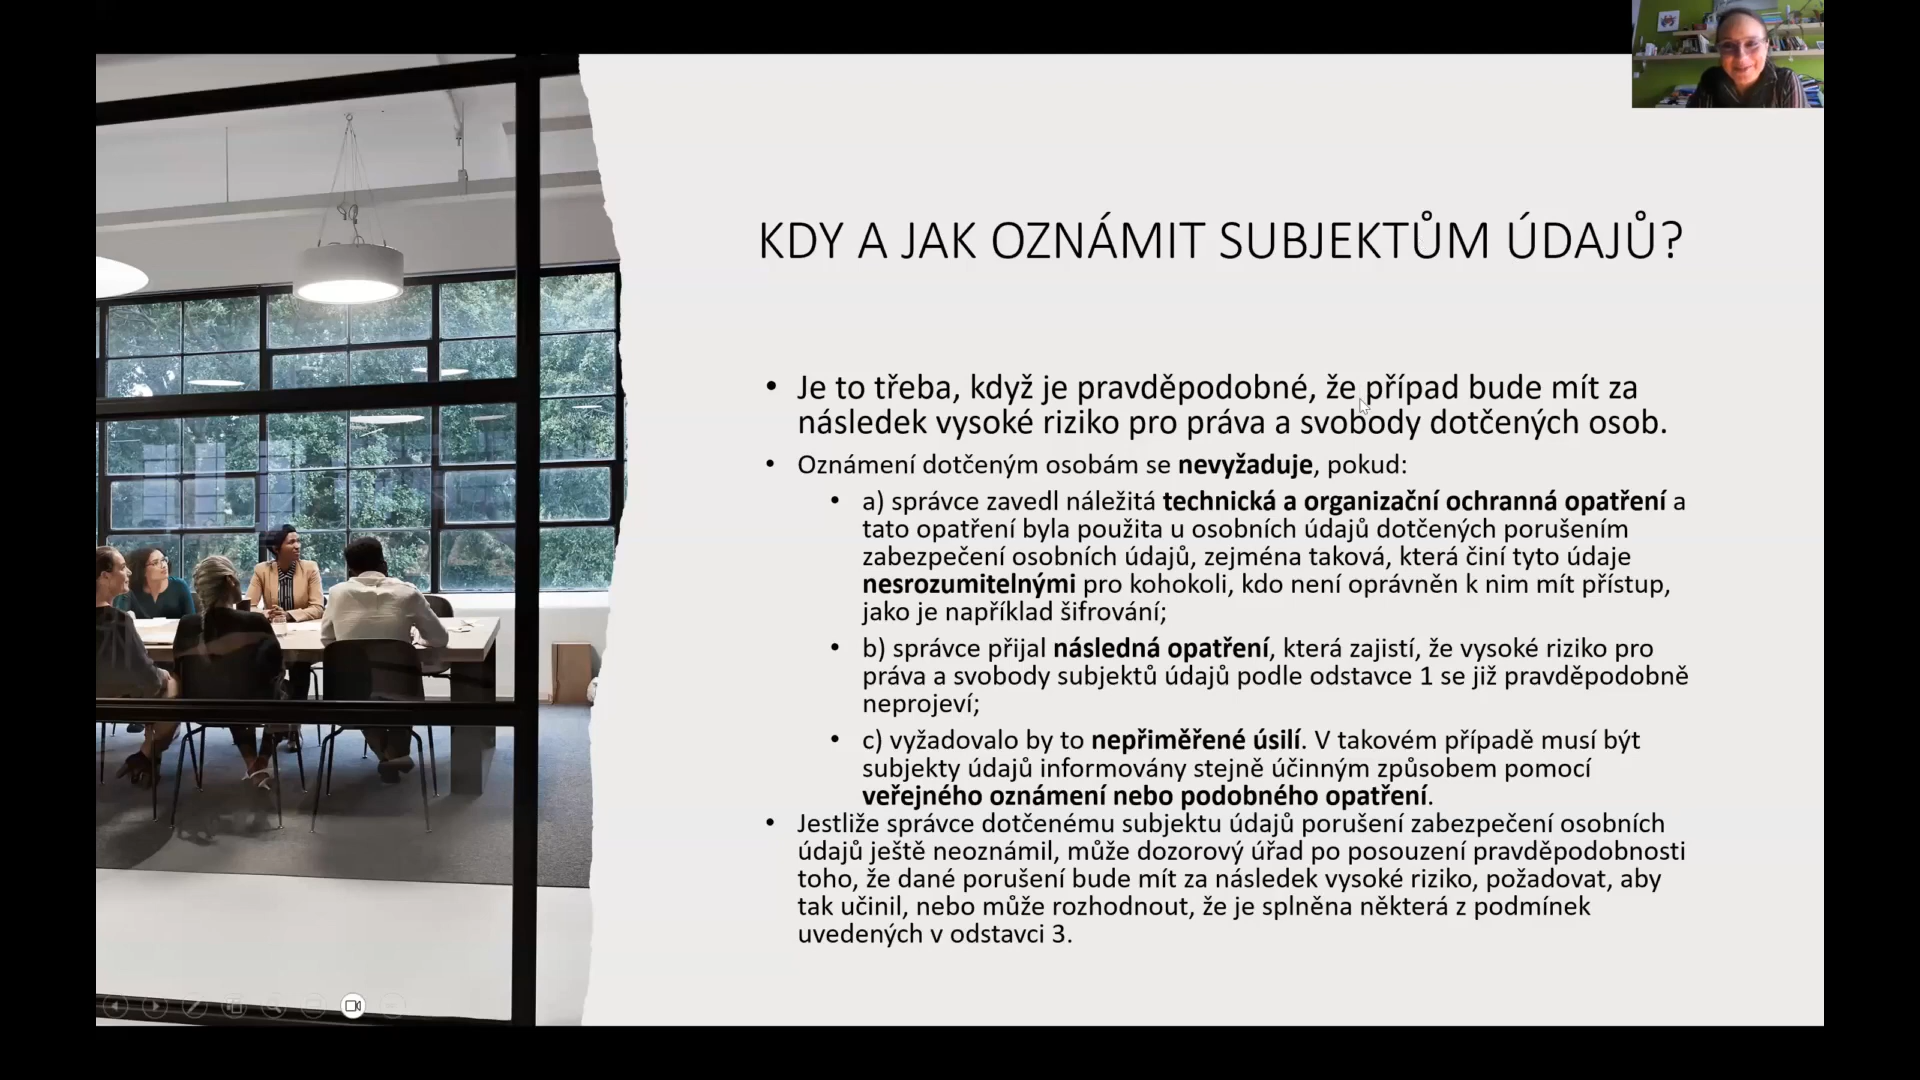 KDY A JAK OZNÁMIT SUBJEKTŮM ÚDAJŮ?
• Je to třeba, když je pravděpodobné, že případ bude mít za
následek vysoké riziko pro práva a svobody dotčených osob.
• Oznámení dotčeným osobám se nevyžaduje, pokud:
• a) správce zavedl náležitá technická a organizační ochranná opatření a
tato opatření byla použita u osobních údajů dotčených porušením
zabezpečení osobních údajů, zejména taková, která činí tyto údaje
nesrozumitelnými pro kohokoli, kdo není oprávněn k nim mít přístup,
jako je například šifrování;
• b) správce přijal následná opatření, která zajistí, že vysoké riziko pro
práva a svobody subjektů údajů podle odstavce 1 se již pravděpodobně
neprojeví;
• c) vyžadovalo by to nepřiměřené úsilí. V takovém případě musí být
subjekty údajů informovány stejně účinným způsobem pomocí
veřejného oznámení nebo podobného opatření.
• Jestliže správce dotčenému subjektu údajů porušení zabezpečení osobních
údajů ještě neoznámil, může dozorový úřad po posouzení pravděpodobnosti
toho, že dané porušení bude mít za následek vysoké riziko, požadovat, aby
tak učinil, nebo může rozhodnout, že je splněna některá z podmínek
uvedených v odstavci 3.